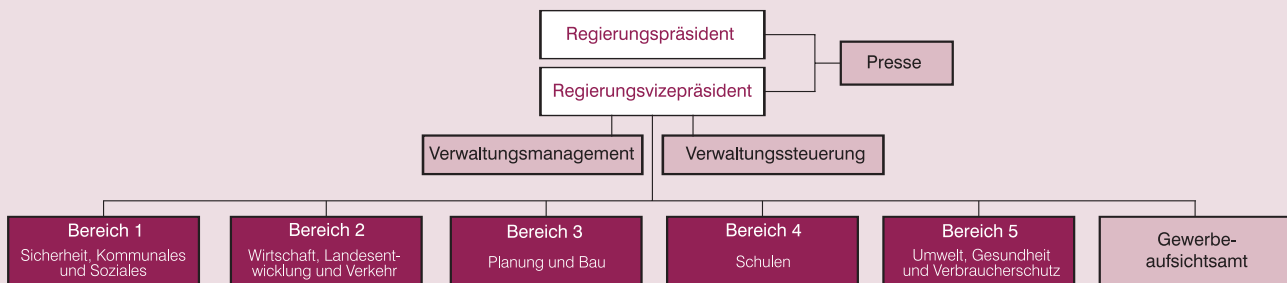 Regierungspräsident
Presse
Regierungsvizepräsident
Verwaltungsmanagement
Verwaltungssteuerung
Bereich 1
Sicherheit, Kommunales
und Soziales
Bereich 2
Wirtschaft, Landesent-
wicklung und Verkehr
Bereich 3
Planung und Bau
Bereich 4
Schulen
Bereich 5
Umwelt, Gesundheit
und Verbraucherschutz
Gewerbe-
aufsichtsamt